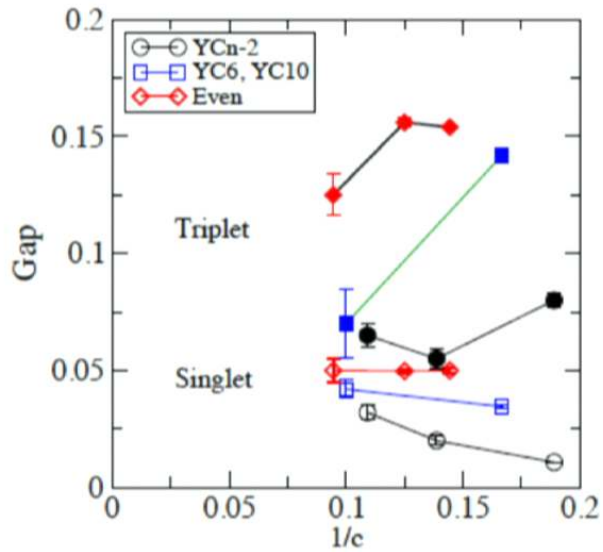 0.2
YCn-2
YC6, YC10
Even
0.15
Triplet
Gap
0.1
0.05
Singlet
0
0 0.05 0.1 0.15 0.2
1/c